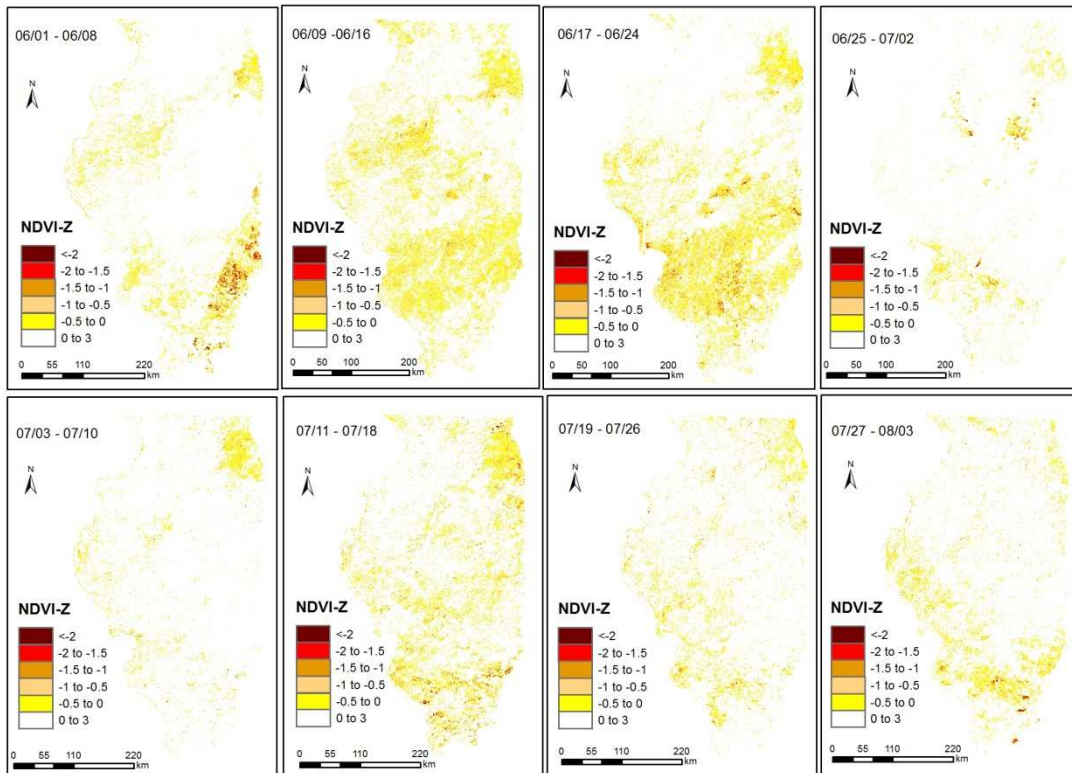 06/01 - 06/08
N
NDVI-Z
<-2
-2 to -1.5
-1.5 to -1
-1 to -0.5
-0.5 to 0
0 to 3
0 55 110 220
km
06/09 -06/16
N
NDVI-Z
<-2
-2 to -1.5
-1.5 to -1
-1 to -0.5
-0.5 to 0
0 to 3
0 50 100 200
km
06/17 - 06/24
N
NDVI-Z
<-2
-2 to -1.5
-1.5 to -1
-1 to -0.5
-0.5 to 0
0 to 3
0 50 100 200
km
06/25 - 07/02
N
NDVI-Z
<-2
-2 to -1.5
-1.5 to -1
-1 to -0.5
-0.5 to 0
0 to 3
0 50 100 200
km
07/03 - 07/10
N
NDVI-Z
<-2
-2 to -1.5
-1.5 to -1
-1 to -0.5
-0.5 to 0
0 to 3
0 55 110 220
km
07/11 - 07/18
N
NDVI-Z
<-2
-2 to -1.5
-1.5 to -1
-1 to -0.5
-0.5 to 0
0 to 3
0 55 110 220
km
07/19 - 07/26
N
NDVI-Z
<-2
-2 to -1.5
-1.5 to -1
-1 to -0.5
-0.5 to 0
0 to 3
0 55 110 220
km
07/27 - 08/03
N
NDVI-Z
<-2
-2 to -1.5
-1.5 to -1
-1 to -0.5
-0.5 to 0
0 to 3
0 55 110 220
km